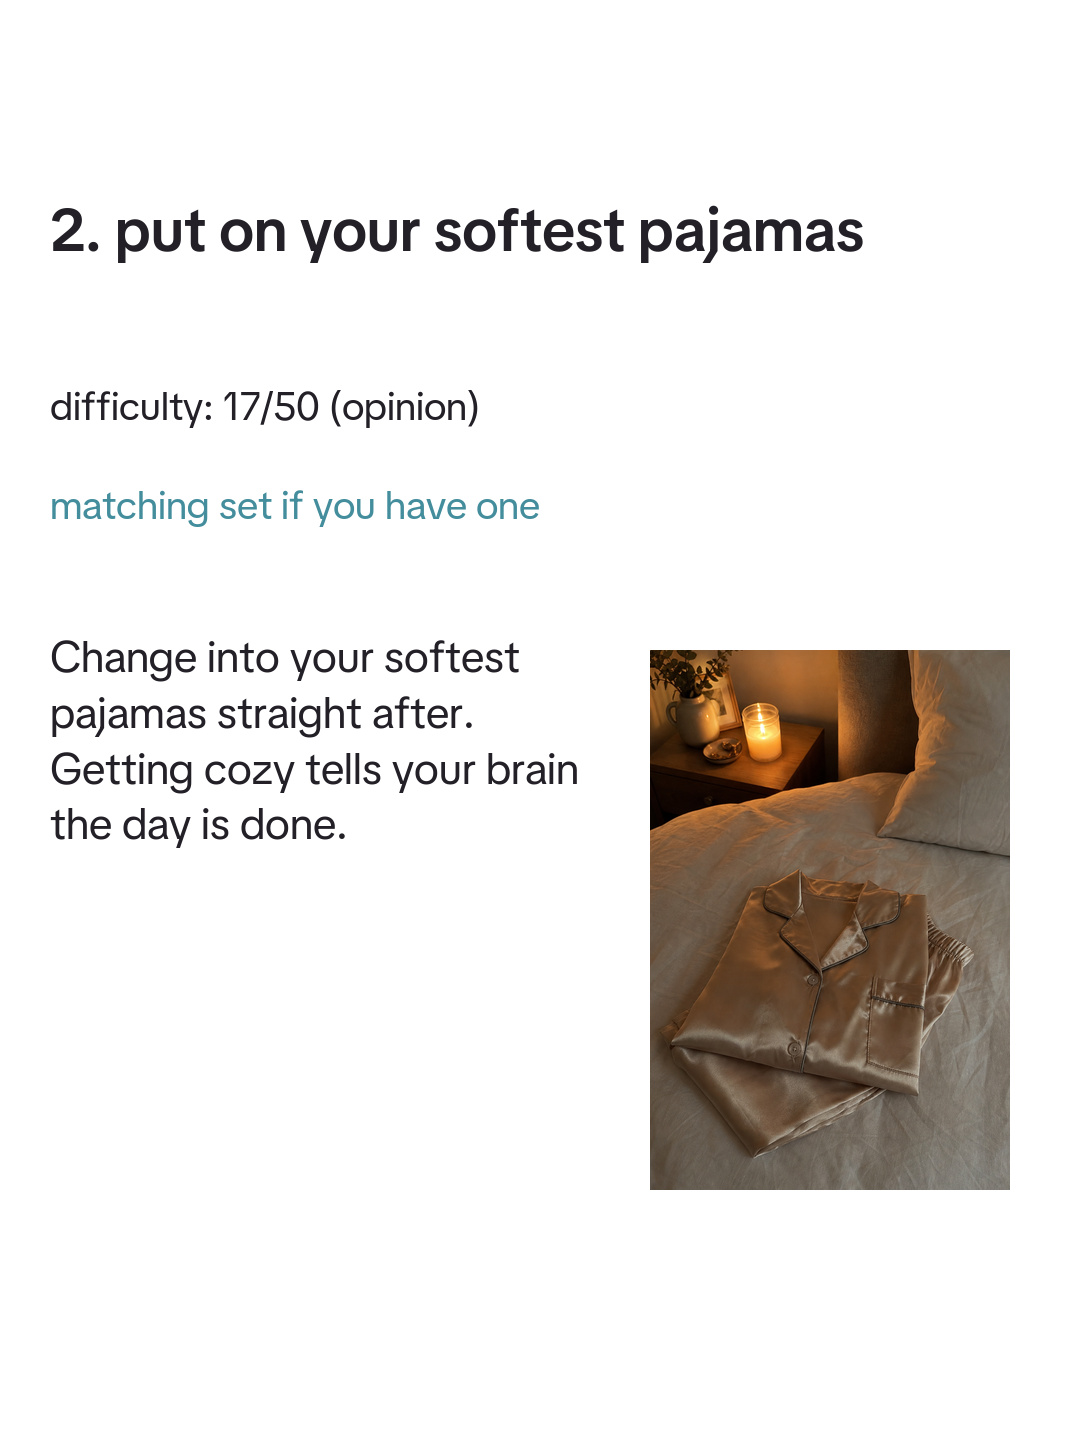 2. put on your softest pajamas
difficulty: 17/50 (opinion)
matching set if you have one
Change into your softest
pajamas straight after.
Getting cozy tells your brain
the day is done.